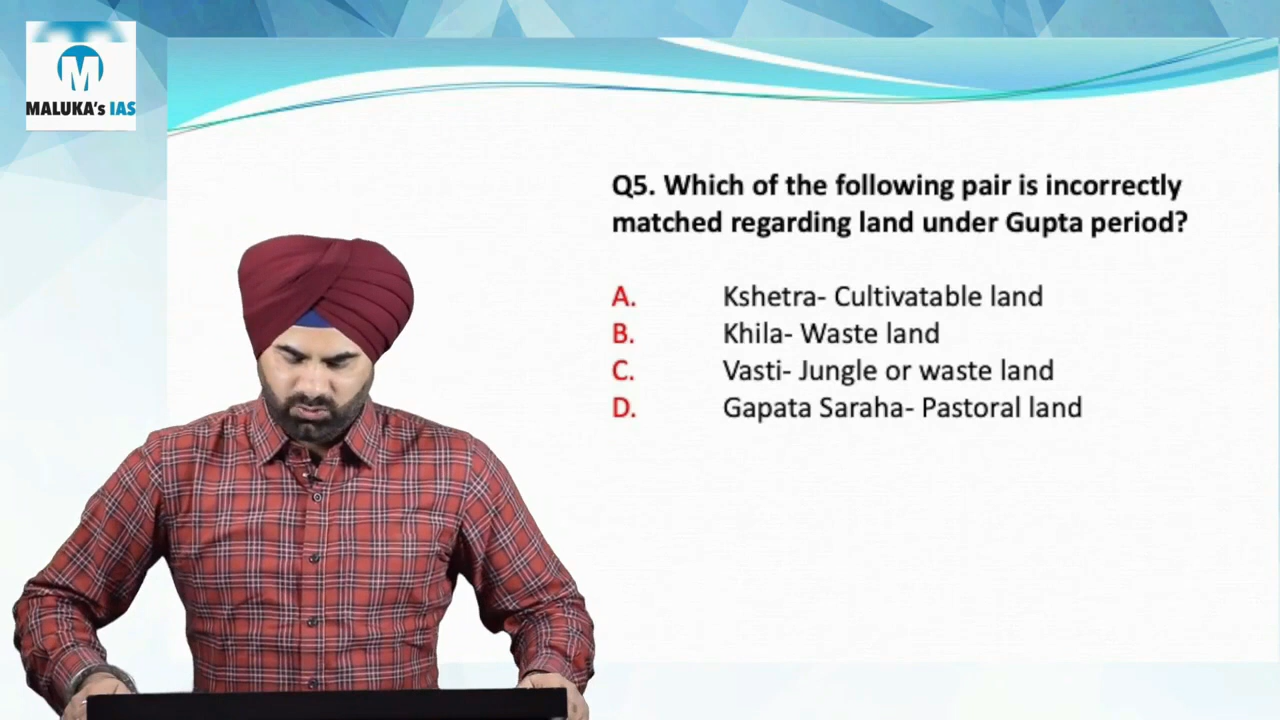 M
MALUKA's IAS
Q5. Which of the following pair is incorrectly
matched regarding land under Gupta period?
A. Kshetra- Cultivatable land
B. Khila- Waste land
C. Vasti- Jungle or waste land
D. Gapata Saraha- Pastoral land